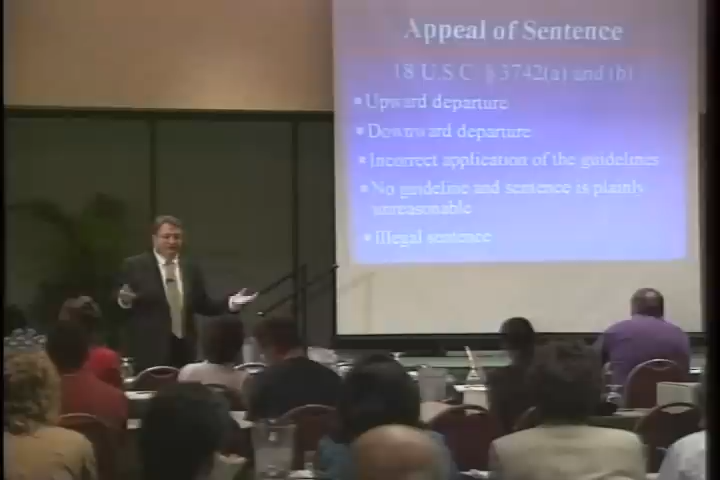 Appeal of Sentence
18 U.S.C. § 3742(a) and (b)
▪Upward departure
▪Downward departure
▪Incorrect application of the guidelines
▪No guideline and sentence is plainly
unreasonable
▪Illegal sentence